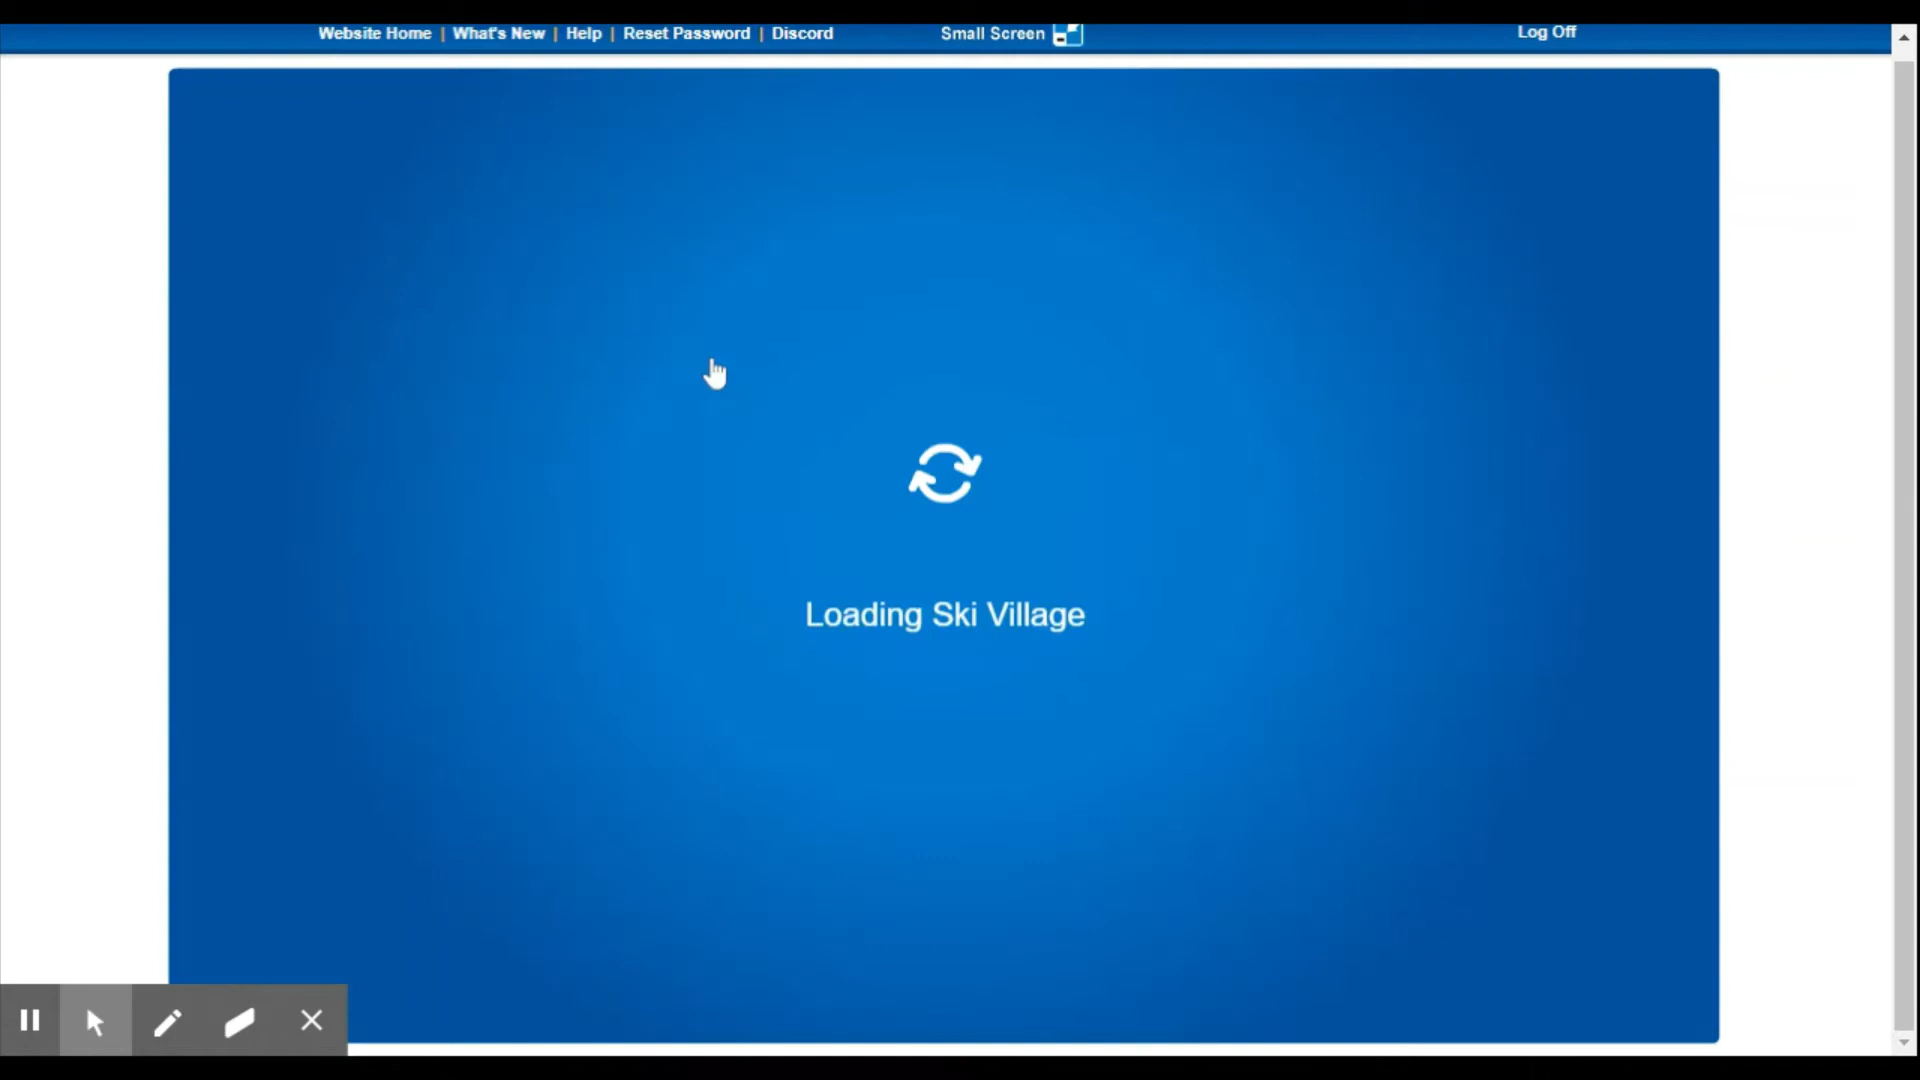 Website Home | What's New | Help | Reset Password | Discord Small Screen Log Off
Loading Ski Village